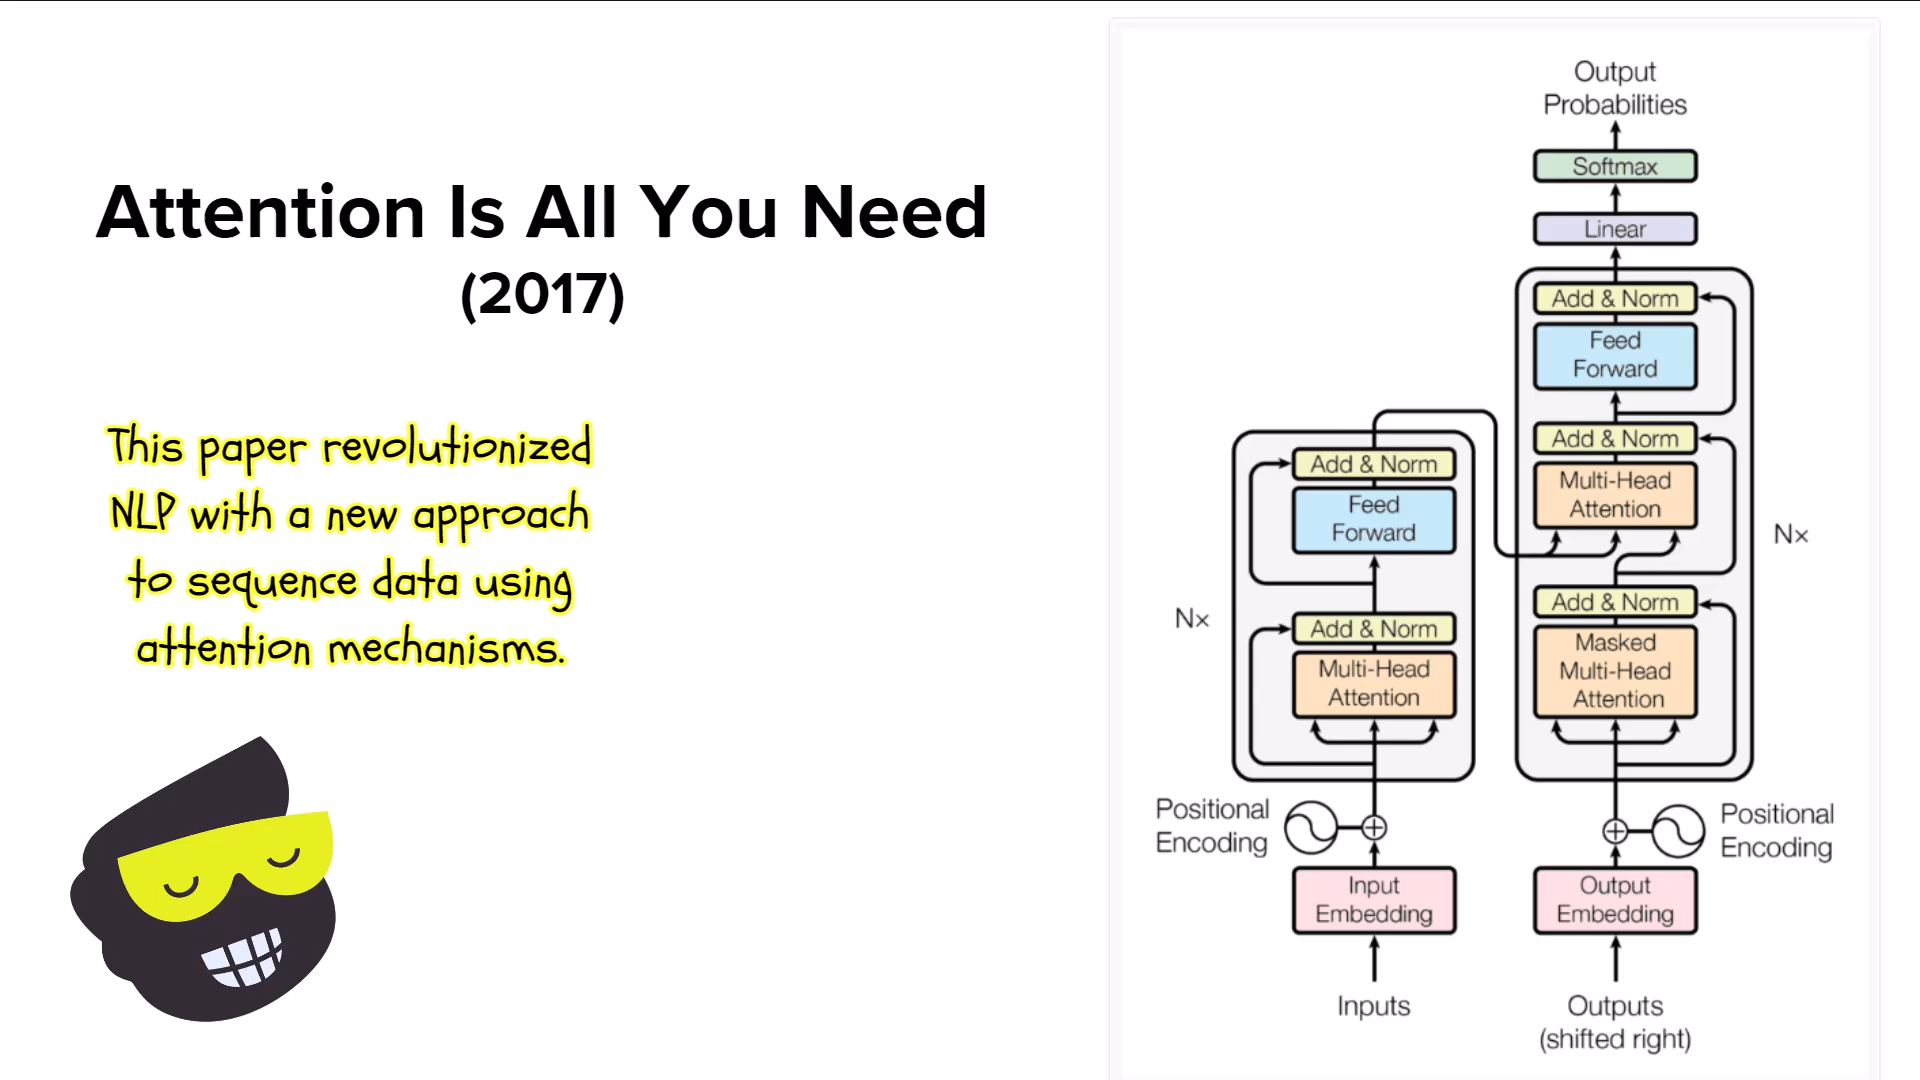 Attention Is All You Need
(2017)
This paper revolutionized
NLP with a new approach
to sequence data using
attention mechanisms.
Output
Probabilities
Softmax
Linear
Add & Norm
Feed
Forward
Add & Norm
Multi-Head
Attention
Nx
Add & Norm
Masked
Multi-Head
Attention
Add & Norm
Feed
Forward
Nx
Add & Norm
Multi-Head
Attention
Positional
Encoding
Positional
Encoding
Input
Embedding
Output
Embedding
Inputs
Outputs
(shifted right)